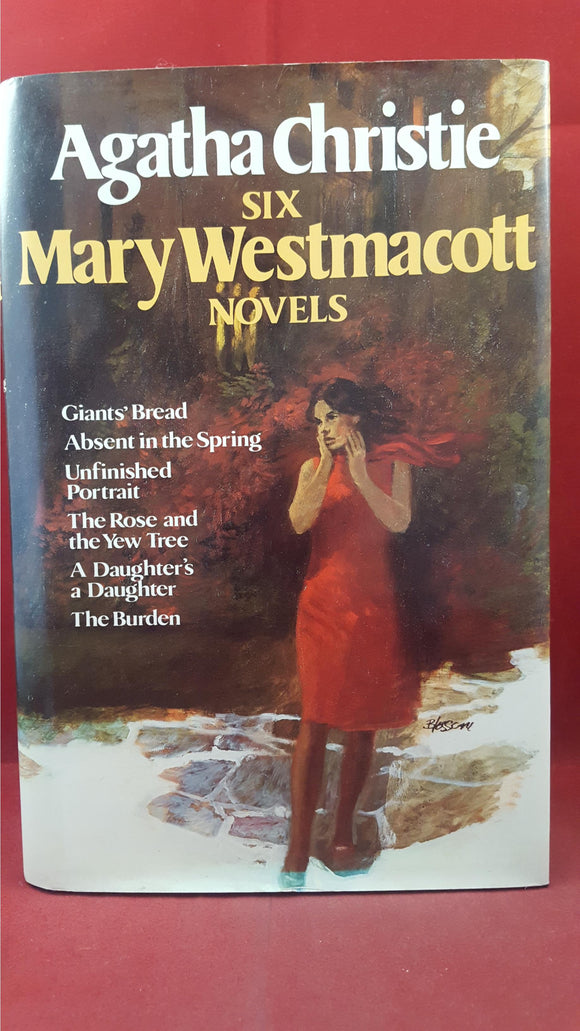 Agatha Christie
SIX
Mary Westmacott
NOVELS
Giants' Bread
Absent in the Spring
Unfinished
Portrait
The Rose and
the Yew Tree
A Daughter's
a Daughter
The Burden
Blossom